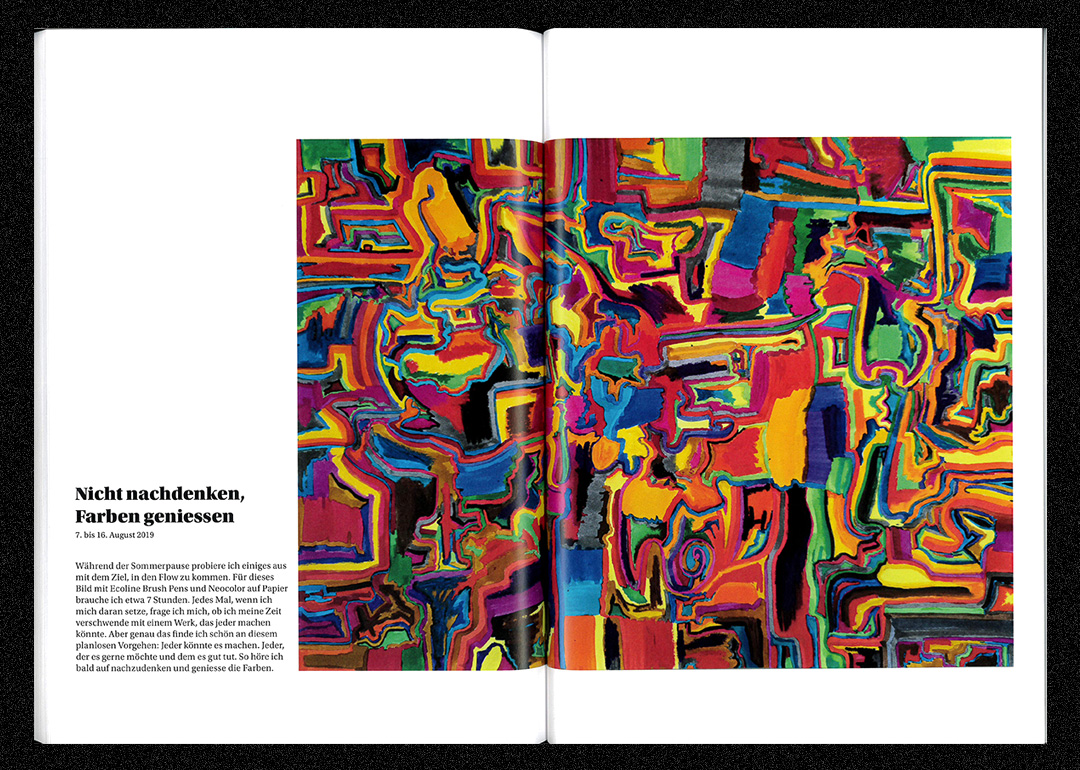 Nicht nachdenken,
Farben geniessen
7. bis 16. August 2019
Während der Sommerpause probiere ich einiges aus
mit dem Ziel, in den Flow zu kommen. Für dieses
Bild mit Ecoline Brush Pens und Neocolor auf Papier
brauche ich etwa 7 Stunden. Jedes Mal, wenn ich
mich daran setze, frage ich mich, ob ich meine Zeit
verschwende mit einem Werk, das jeder machen
könnte. Aber genau das finde ich schön an diesem
planlosen Vorgehen: Jeder könnte es machen. Jeder,
der es gerne möchte und dem es gut tut. So höre ich
bald auf nachzudenken und geniesse die Farben.